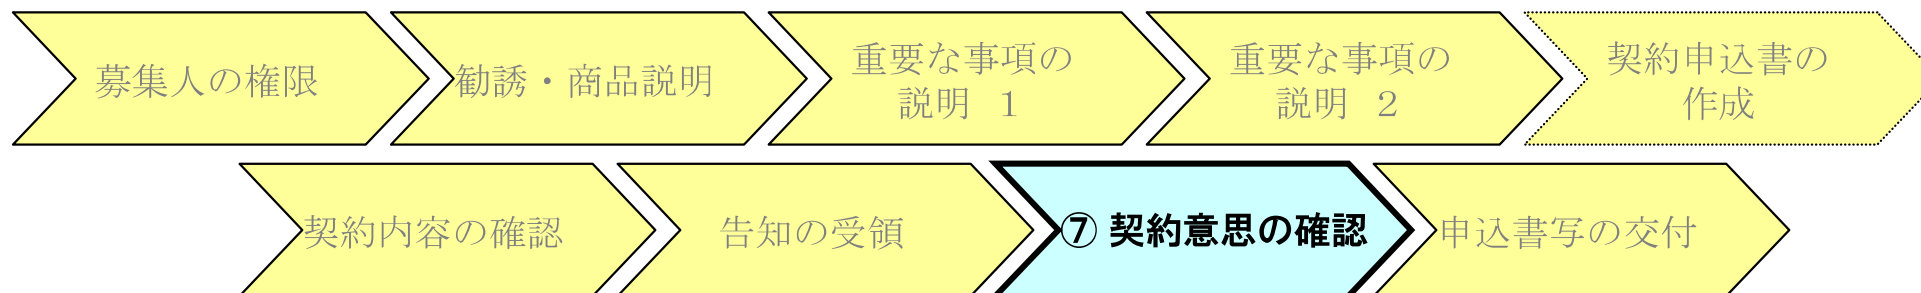 募集人の権限
勧誘・商品説明
重要な事項の
説明 １
重要な事項の
説明 ２
契約申込書の
作成
契約内容の確認
告知の受領
⑦ 契約意思の確認
申込書写の交付